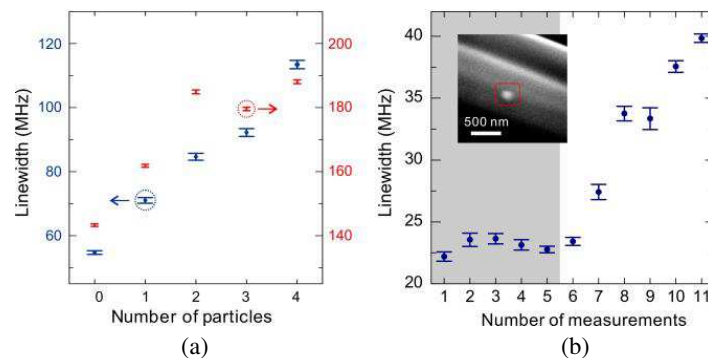 120
100
80
60
Linewidth (MHz)
200
180
160
140
0 1 2 3 4
Number of particles
(a)
40
35
30
25
20
Linewidth (MHz)
500 nm
1 2 3 4 5 6 7 8 9 10 11
Number of measurements
(b)